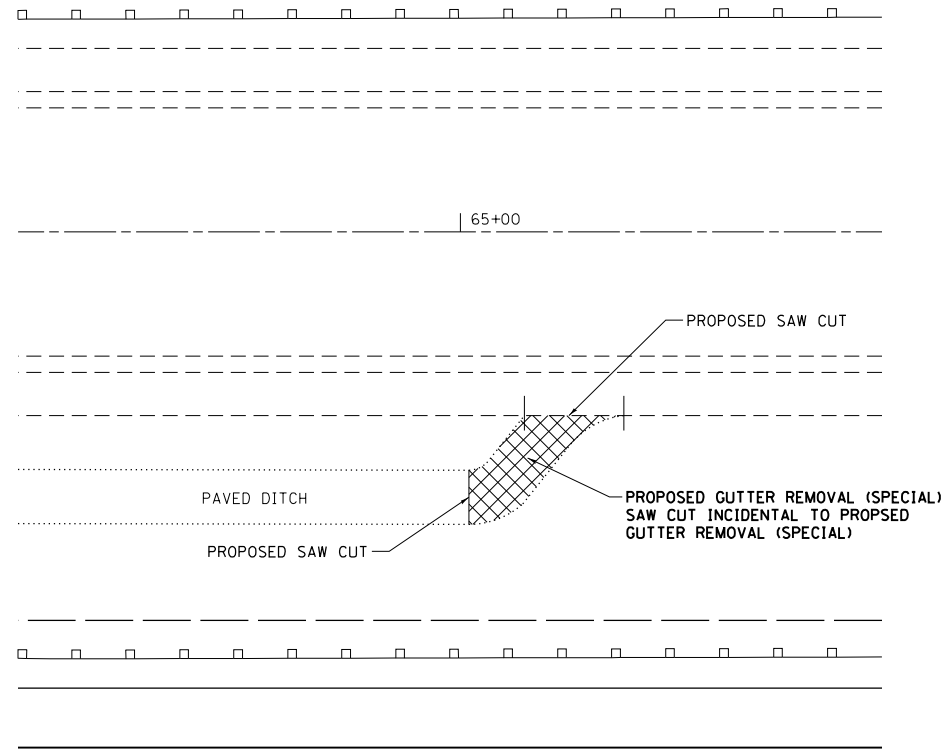 65+00
PROPOSED SAW CUT
PAVED DITCH
PROPOSED GUTTER REMOVAL (SPECIAL)
SAW CUT INCIDENTAL TO PROPSED
GUTTER REMOVAL (SPECIAL)
PROPOSED SAW CUT